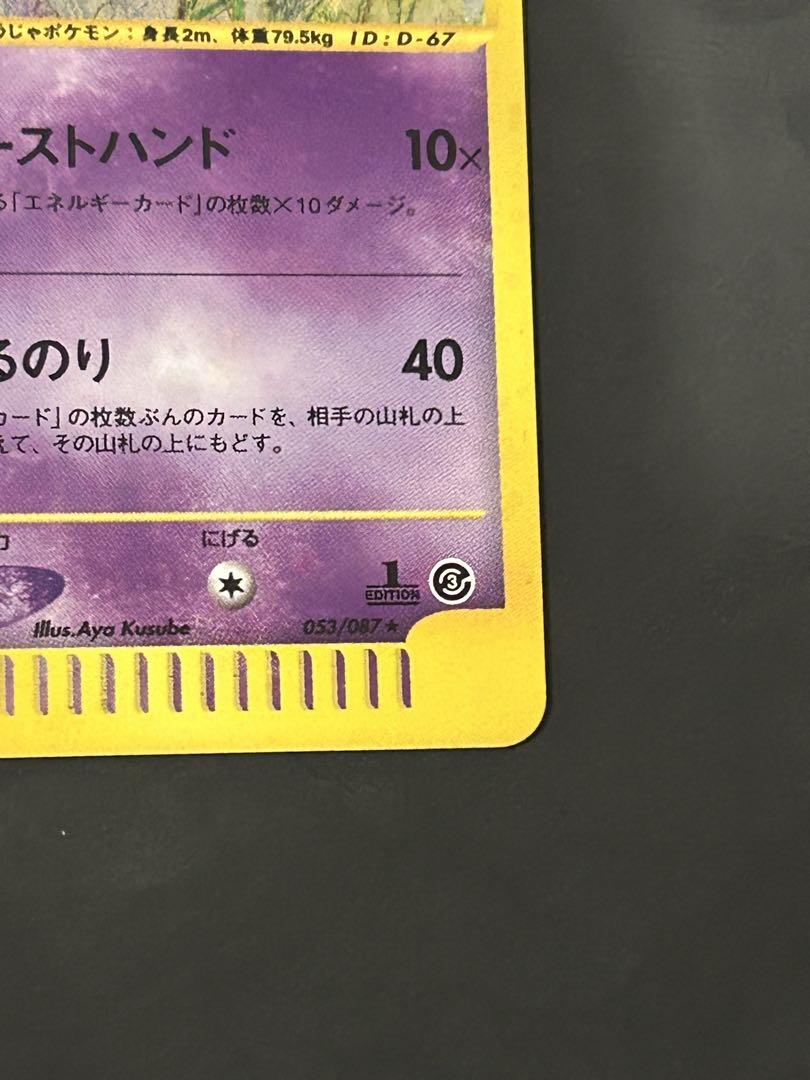 じゃポケモン：身長2m、体重79.5kg ID:D-67
ーストハンド 10×
る「エネルギーカード」の枚数×10ダメージ。
るのり 40
カード」の枚数ぶんのカードを、相手の山札の上
えて、その山札の上にもどす。
力 にげる
1
EDITION
3
Illus.Aya Kusube 053/087★